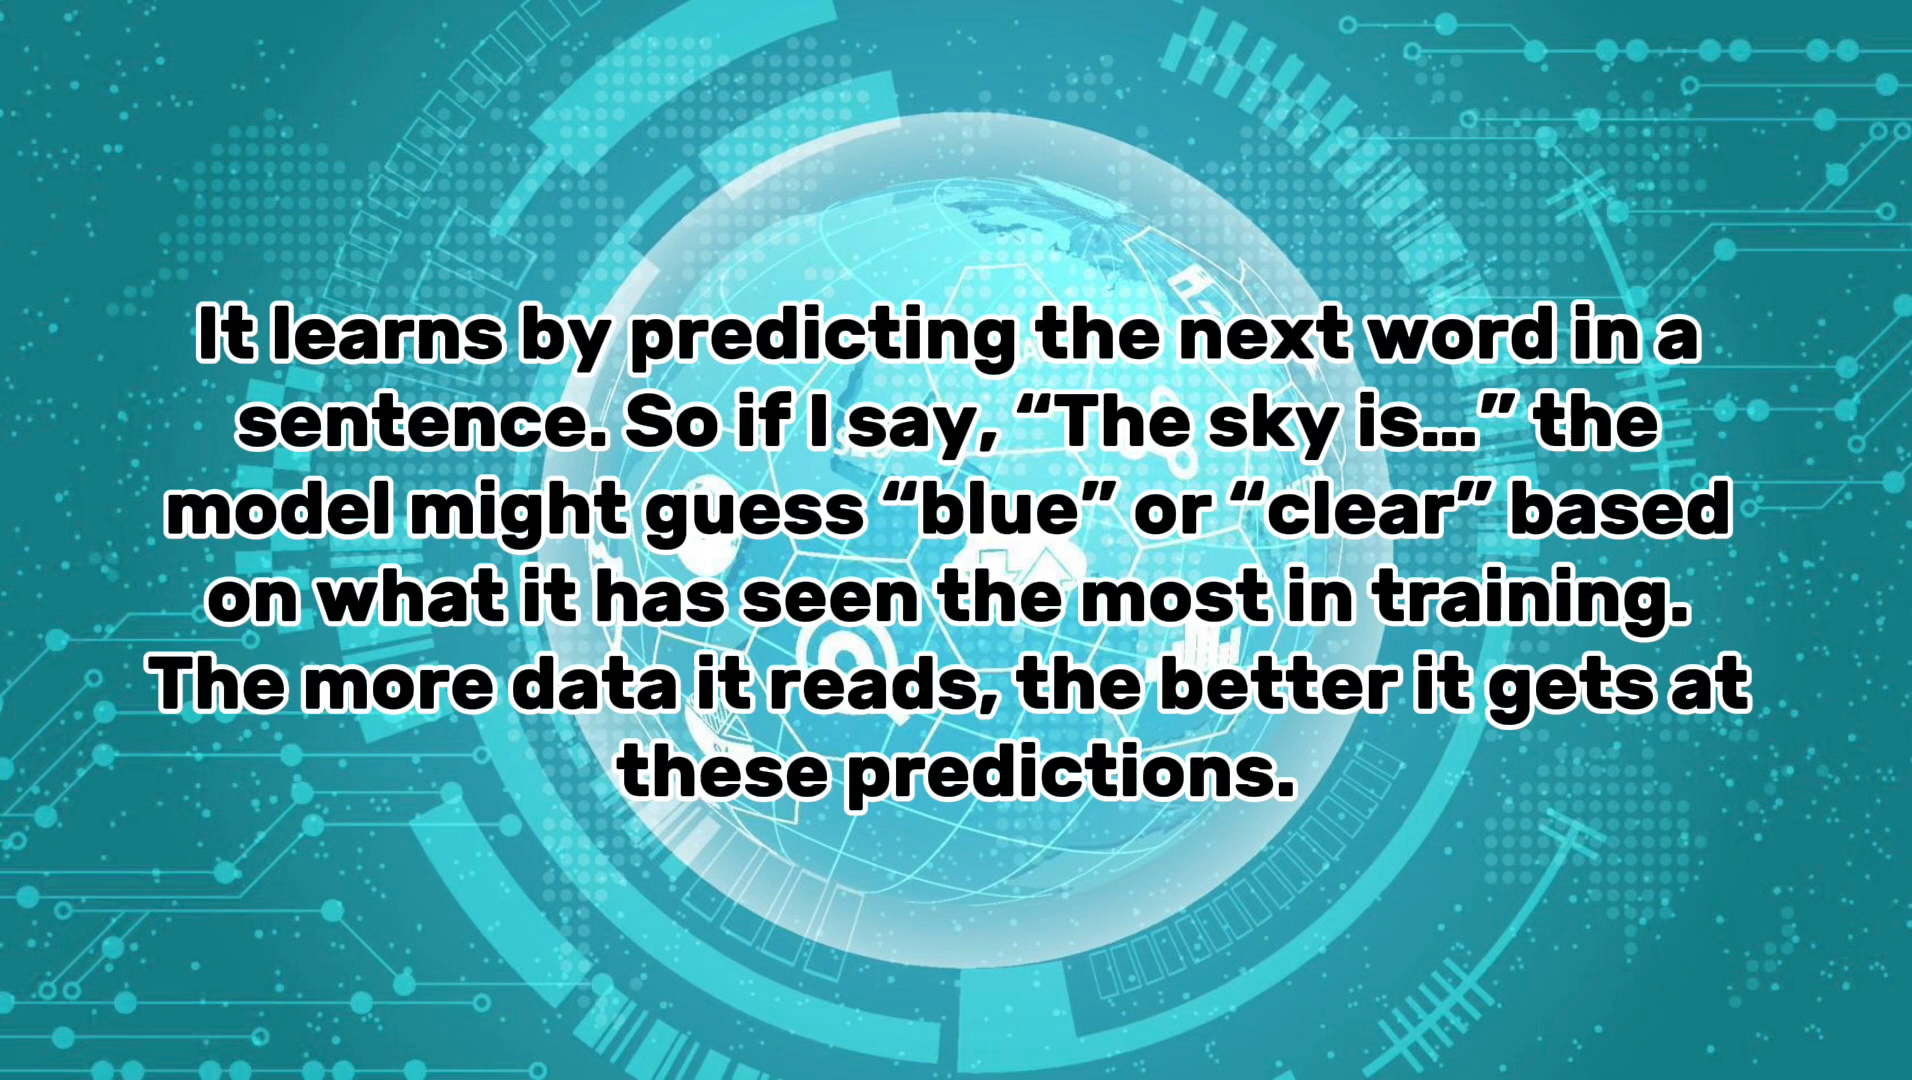 It learns by predicting the next word in a
sentence. So if I say, “The sky is...” the
model might guess “blue” or “clear” based
on what it has seen the most in training.
The more data it reads, the better it gets at
these predictions.